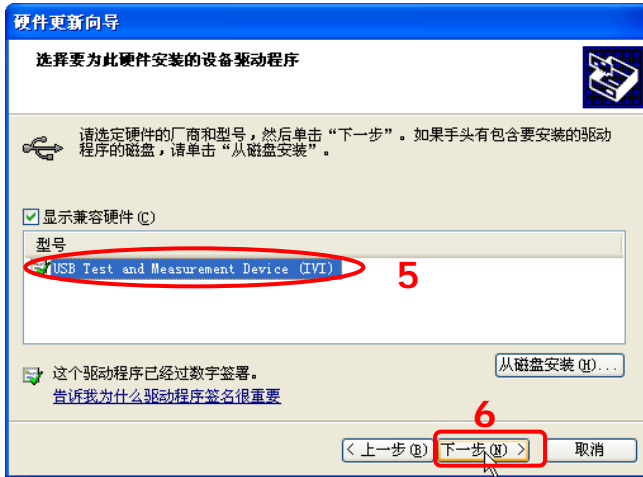 硬件更新向导
选择要为此硬件安装的设备驱动程序
请选定硬件的厂商和型号，然后单击“下一步”。如果手头有包含要安装的驱动
程序的磁盘，请单击“从磁盘安装”。
显示兼容硬件(C)
型号
USB Test and Measurement Device (IVI)
5
这个驱动程序已经过数字签署。
从磁盘安装(H)...
告诉我为什么驱动程序签名很重要
6
< 上一步(B)
下一步(N) >
取消